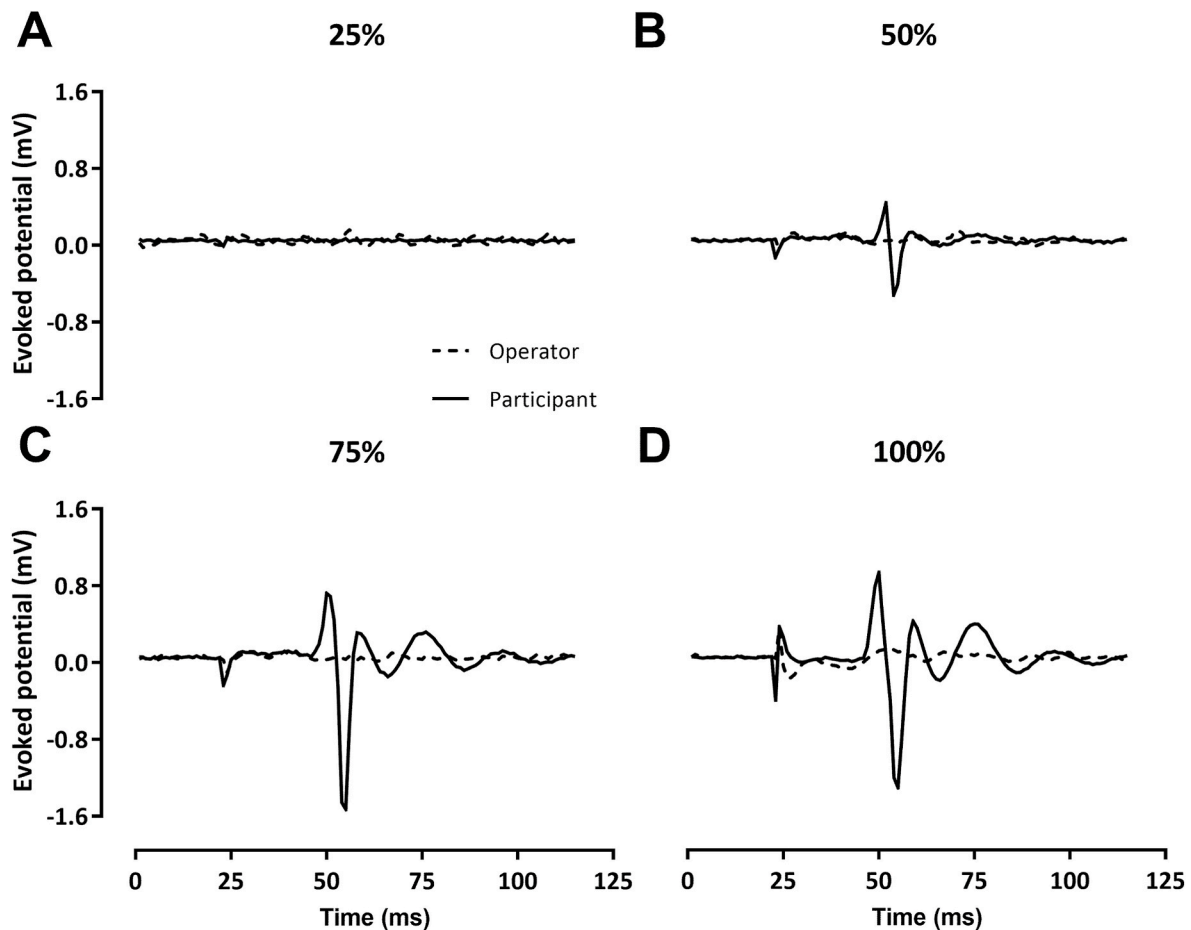 A
25%
B
50%
Evoked potential (mV)
1.6
0.8
0.0
-0.8
-1.6
Operator
Participant
C
75%
D
100%
Evoked potential (mV)
1.6
0.8
0.0
-0.8
-1.6
0 25 50 75 100 125
Time (ms)
0 25 50 75 100 125
Time (ms)